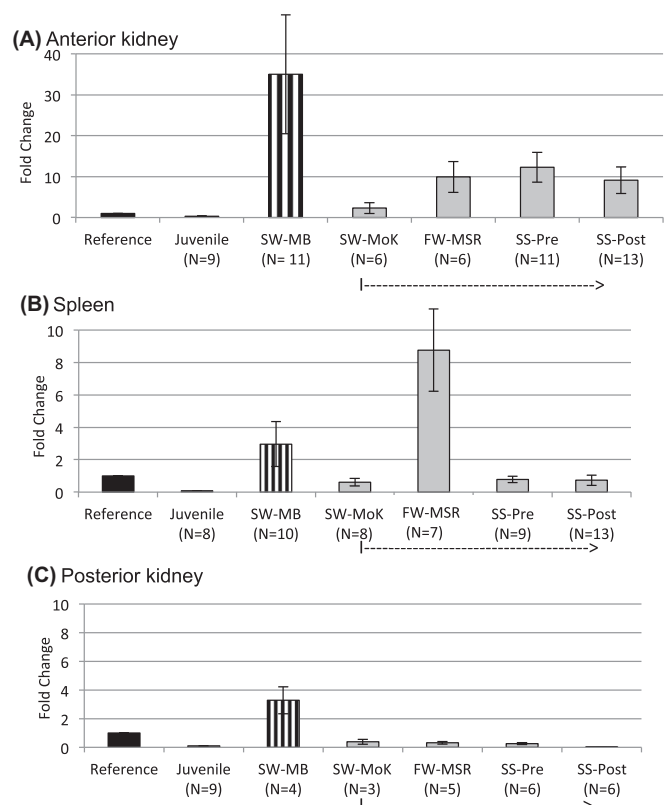 (A) Anterior kidney
Fold Change
40
30
20
10
0
Reference Juvenile SW-MB SW-MoK FW-MSR SS-Pre SS-Post
(N=9) (N= 11) (N=6) (N=6) (N=11) (N=13)
(B) Spleen
Fold Change
10
8
6
4
2
0
Reference Juvenile SW-MB SW-MoK FW-MSR SS-Pre SS-Post
(N=8) (N=10) (N=8) (N=7) (N=9) (N=13)
(C) Posterior kidney
Fold Change
10
8
6
4
2
0
Reference Juvenile SW-MB SW-MoK FW-MSR SS-Pre SS-Post
(N=9) (N=4) (N=3) (N=5) (N=6) (N=6)